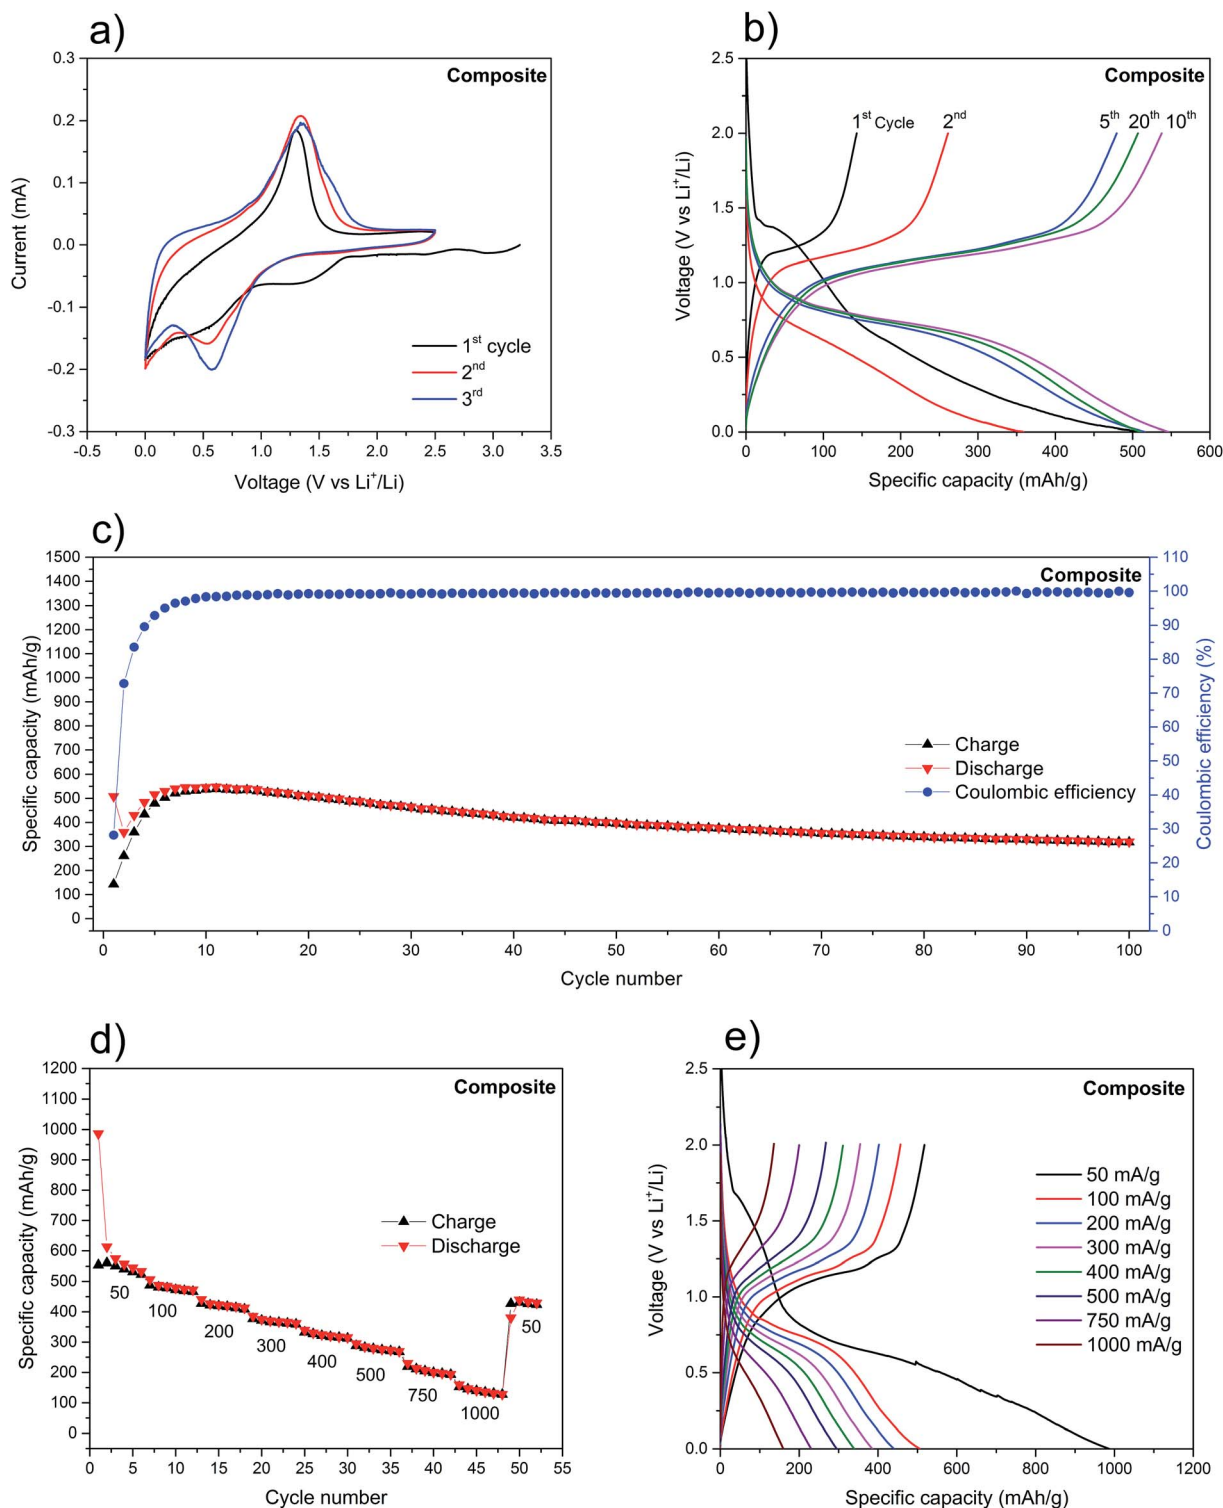 a)
Composite
0.3
0.2
0.1
0.0
-0.1
-0.2
-0.3
Current (mA)
1st cycle
2nd
3rd
-0.5 0.0 0.5 1.0 1.5 2.0 2.5 3.0 3.5
Voltage (V vs Li+/Li)
b)
Composite
1st Cycle 2nd 5th 20th 10th
2.5
2.0
1.5
1.0
0.5
0.0
Voltage (V vs Li+/Li)
0 100 200 300 400 500 600
Specific capacity (mAh/g)
c)
Composite
1500
1400
1300
1200
1100
1000
900
800
700
600
500
400
300
200
100
0
Specific capacity (mAh/g)
Charge
Discharge
Coulombic efficiency
110
100
90
80
70
60
50
40
30
20
10
0
Coulombic efficiency (%)
0 10 20 30 40 50 60 70 80 90 100
Cycle number
d)
Composite
1200
1100
1000
900
800
700
600
500
400
300
200
100
0
Specific capacity (mAh/g)
Charge
Discharge
50
100
200
300
400
500
750
1000
50
0 5 10 15 20 25 30 35 40 45 50 55
Cycle number
e)
Composite
2.5
2.0
1.5
1.0
0.5
0.0
Voltage (V vs Li+/Li)
50 mA/g
100 mA/g
200 mA/g
300 mA/g
400 mA/g
500 mA/g
750 mA/g
1000 mA/g
0 200 400 600 800 1000 1200
Specific capacity (mAh/g)